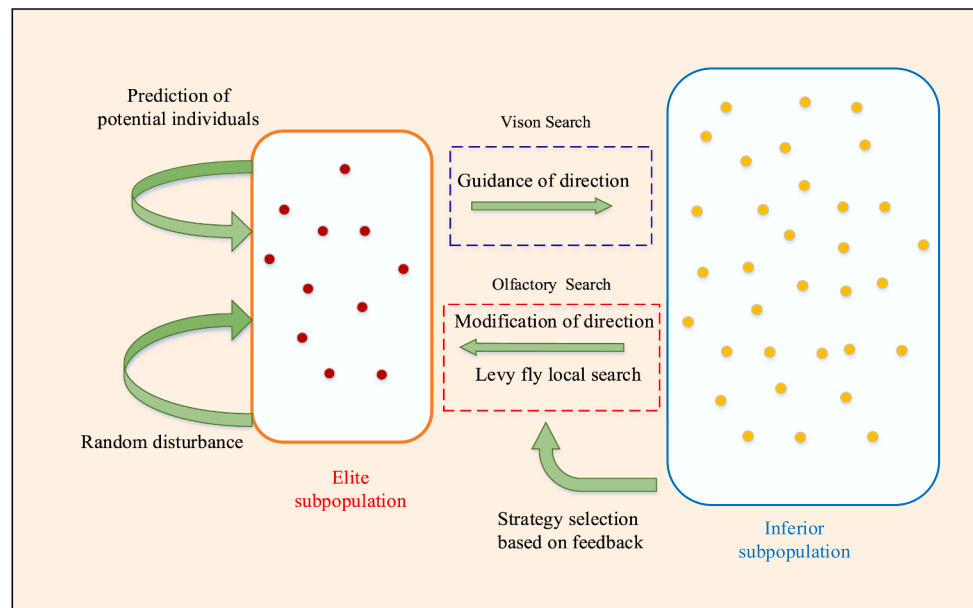 Prediction of
potential individuals
Vison Search
Guidance of direction
Olfactory Search
Modification of direction
Levy fly local search
Random disturbance
Elite
subpopulation
Strategy selection
based on feedback
Inferior
subpopulation